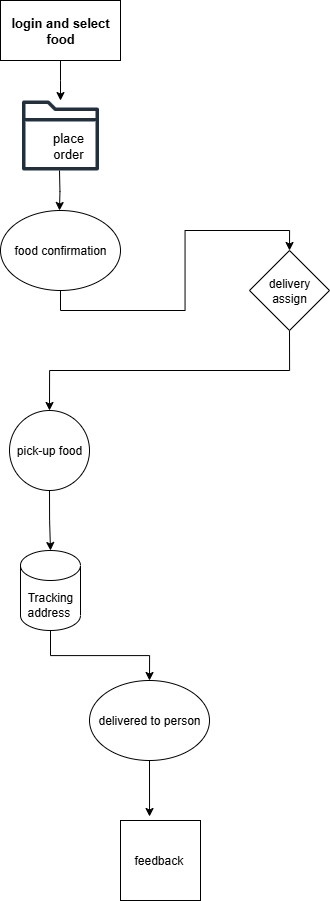 login and select
food
place
order
food confirmation
delivery
assign
pick-up food
Tracking
address
delivered to person
feedback